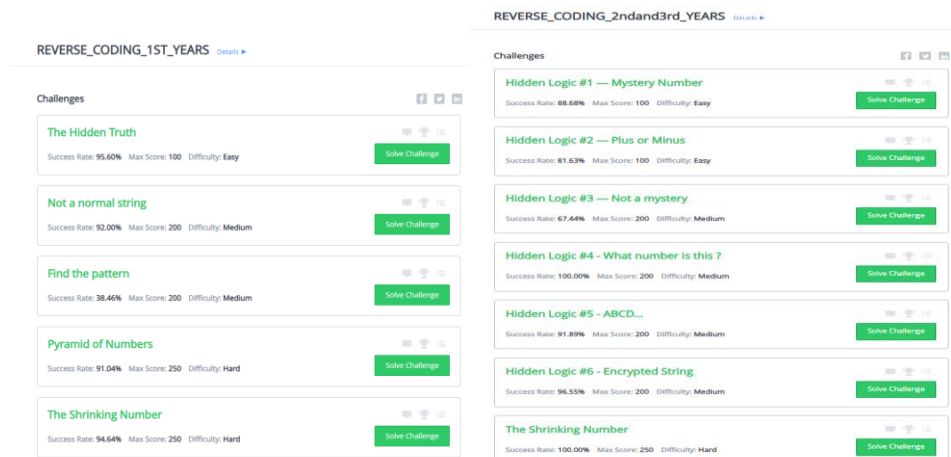 REVERSE_CODING_1ST_YEARS Details
Challenges
The Hidden Truth
Success Rate: 95.60% Max Score: 100 Difficulty: Easy
Solve Challenge
Not a normal string
Success Rate: 92.00% Max Score: 200 Difficulty: Medium
Solve Challenge
Find the pattern
Success Rate: 38.46% Max Score: 200 Difficulty: Medium
Solve Challenge
Pyramid of Numbers
Success Rate: 91.04% Max Score: 250 Difficulty: Hard
Solve Challenge
The Shrinking Number
Success Rate: 94.64% Max Score: 250 Difficulty: Hard
Solve Challenge
REVERSE_CODING_2ndand3rd_YEARS Details
Challenges
Hidden Logic #1 — Mystery Number
Success Rate: 88.68% Max Score: 100 Difficulty: Easy
Solve Challenge
Hidden Logic #2 — Plus or Minus
Success Rate: 81.63% Max Score: 100 Difficulty: Easy
Solve Challenge
Hidden Logic #3 — Not a mystery
Success Rate: 67.44% Max Score: 200 Difficulty: Medium
Solve Challenge
Hidden Logic #4 - What number is this ?
Success Rate: 100.00% Max Score: 200 Difficulty: Medium
Solve Challenge
Hidden Logic #5 - ABCD...
Success Rate: 91.89% Max Score: 200 Difficulty: Medium
Solve Challenge
Hidden Logic #6 - Encrypted String
Success Rate: 96.55% Max Score: 200 Difficulty: Medium
Solve Challenge
The Shrinking Number
Success Rate: 100.00% Max Score: 250 Difficulty: Hard
Solve Challenge